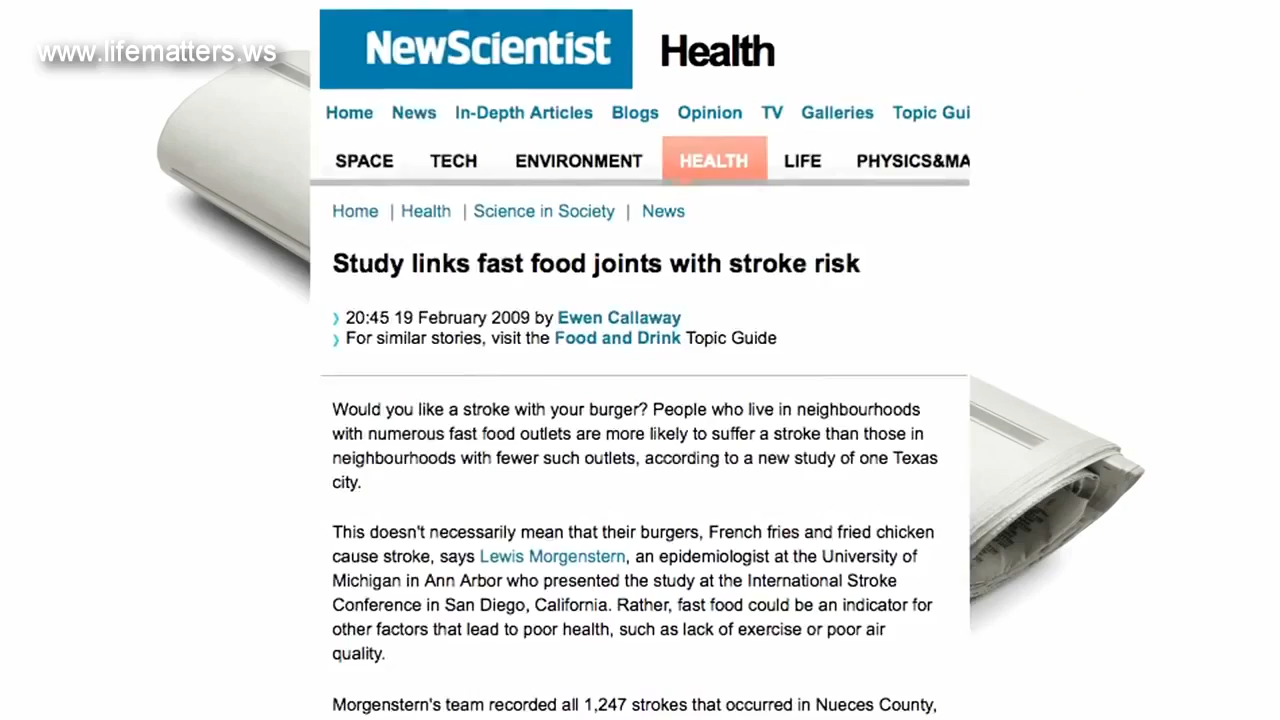 www.lifematters.ws
NewScientist Health
Home News In-Depth Articles Blogs Opinion TV Galleries Topic Gui
SPACE TECH ENVIRONMENT HEALTH LIFE PHYSICS&MA
Home | Health | Science in Society | News
Study links fast food joints with stroke risk
20:45 19 February 2009 by Ewen Callaway
For similar stories, visit the Food and Drink Topic Guide
Would you like a stroke with your burger? People who live in neighbourhoods
with numerous fast food outlets are more likely to suffer a stroke than those in
neighbourhoods with fewer such outlets, according to a new study of one Texas
city.
This doesn't necessarily mean that their burgers, French fries and fried chicken
cause stroke, says Lewis Morgenstern, an epidemiologist at the University of
Michigan in Ann Arbor who presented the study at the International Stroke
Conference in San Diego, California. Rather, fast food could be an indicator for
other factors that lead to poor health, such as lack of exercise or poor air
quality.
Morgenstern's team recorded all 1,247 strokes that occurred in Nueces County,